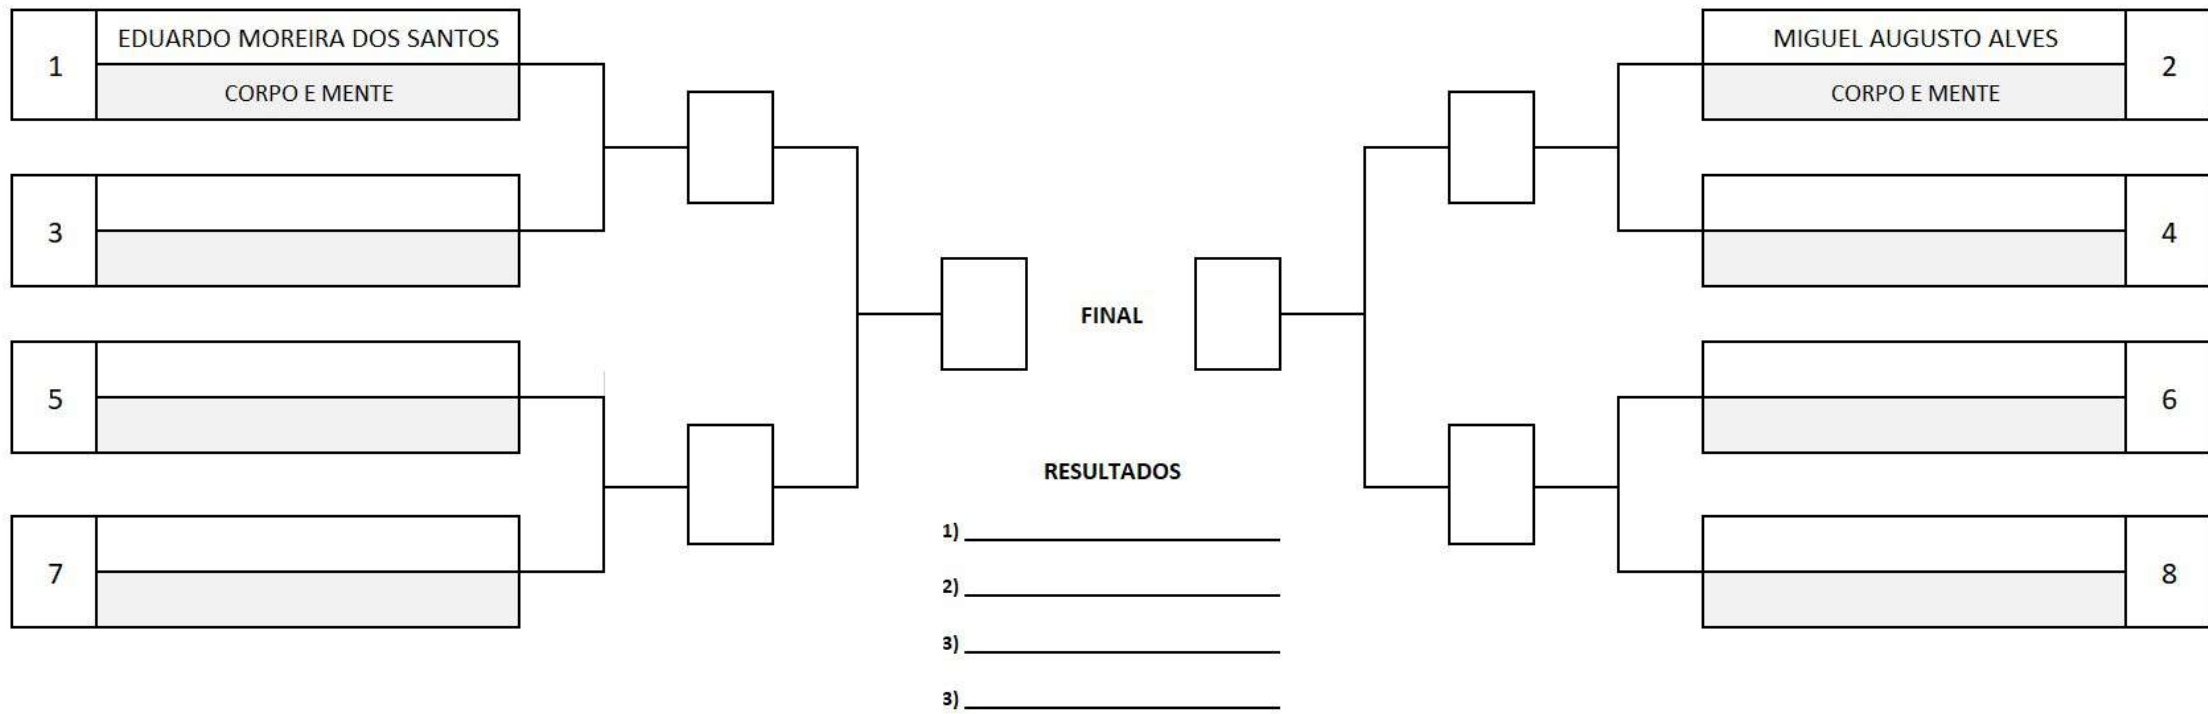 1
EDUARDO MOREIRA DOS SANTOS
CORPO E MENTE
MIGUEL AUGUSTO ALVES
CORPO E MENTE
2
3
4
FINAL
5
6
RESULTADOS
1)
2)
7
8
3)
3)